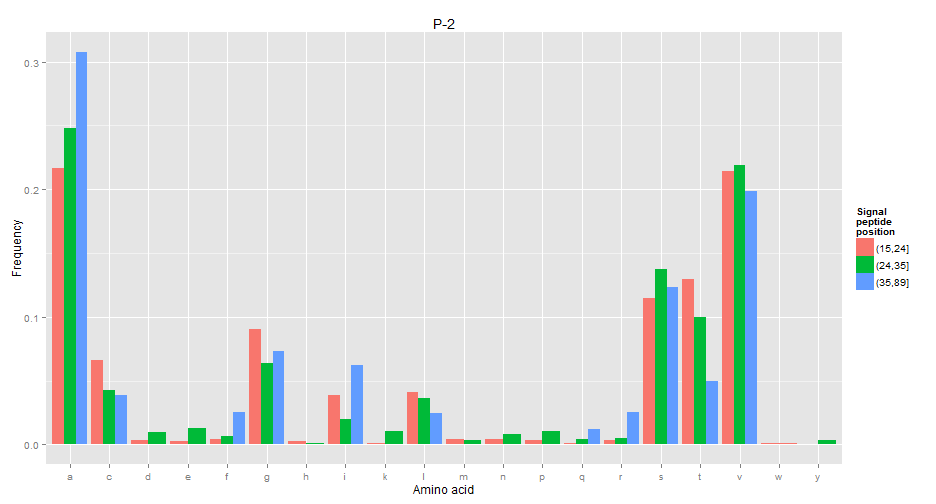 P-2
Frequency
0.3
0.2
0.1
0.0
a c d e f g h i k l m n p q r s t v w y
Amino acid
Signal
peptide
position
(15,24]
(24,35]
(35,89]